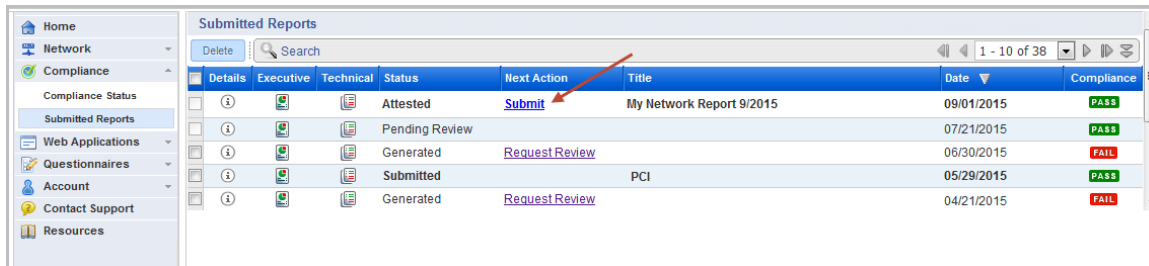 Home
Network
Compliance
Compliance Status
Submitted Reports
Web Applications
Questionnaires
Account
Contact Support
Resources
Submitted Reports
Delete Search 1 - 10 of 38
Details Executive Technical Status Next Action Title Date Compliance
Attested Submit My Network Report 9/2015 09/01/2015 PASS
Pending Review 07/21/2015 PASS
Generated Request Review 06/30/2015 FAIL
Submitted PCI 05/29/2015 PASS
Generated Request Review 04/21/2015 FAIL